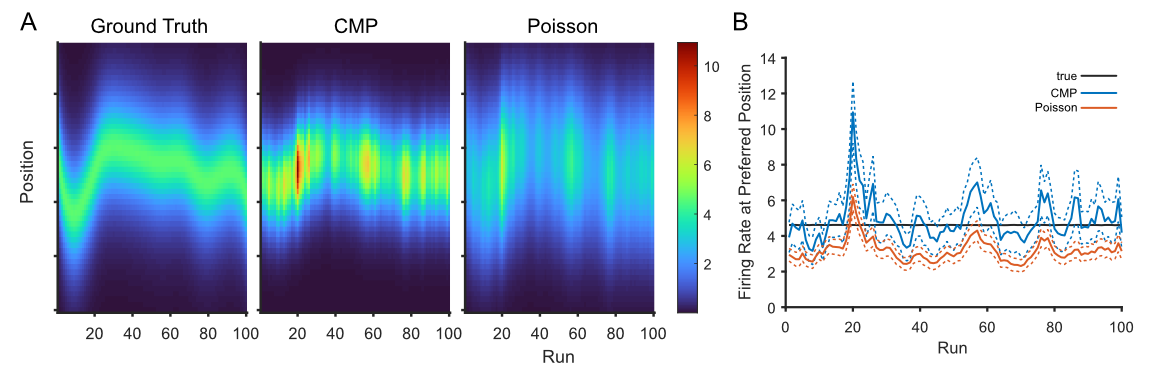 A
Ground Truth
CMP
Poisson
Position
20 40 60 80 100
20 40 60 80 100
20 40 60 80 100
Run
10
8
6
4
2
B
Firing Rate at Preferred Position
14
12
10
8
6
4
2
0
true
CMP
Poisson
0 20 40 60 80 100
Run